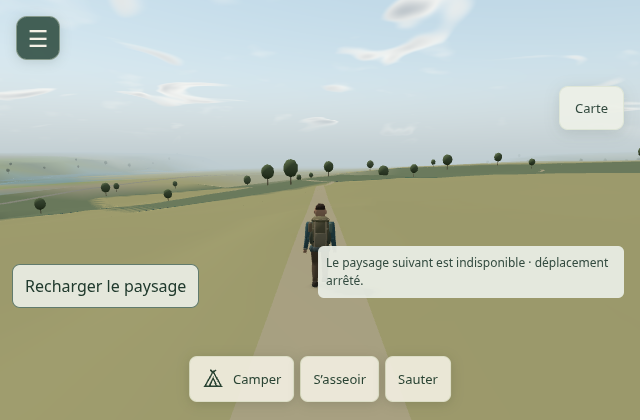 Carte
Le paysage suivant est indisponible · déplacement
arrêté.
Recharger le paysage
Camper
S’asseoir
Sauter